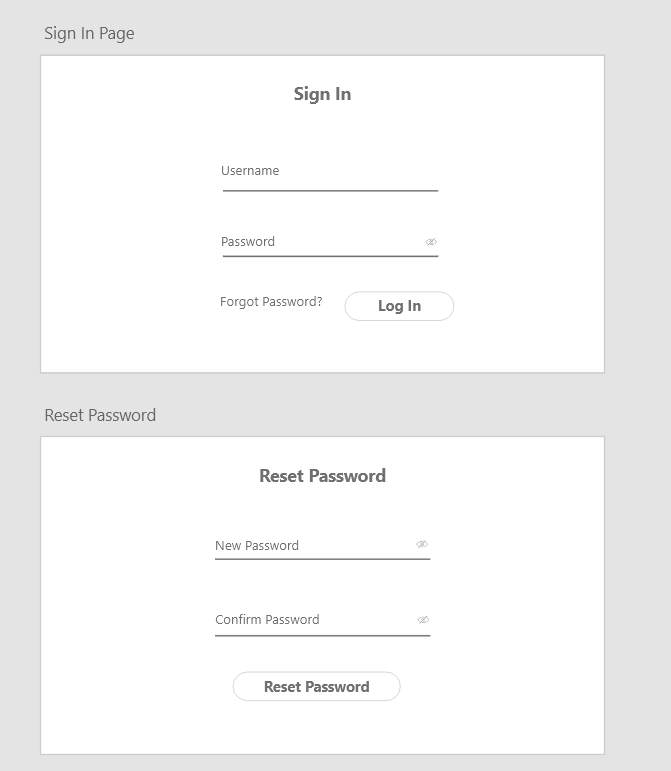 Sign In Page
Sign In
Username
Password
Forgot Password?
Log In
Reset Password
Reset Password
New Password
Confirm Password
Reset Password